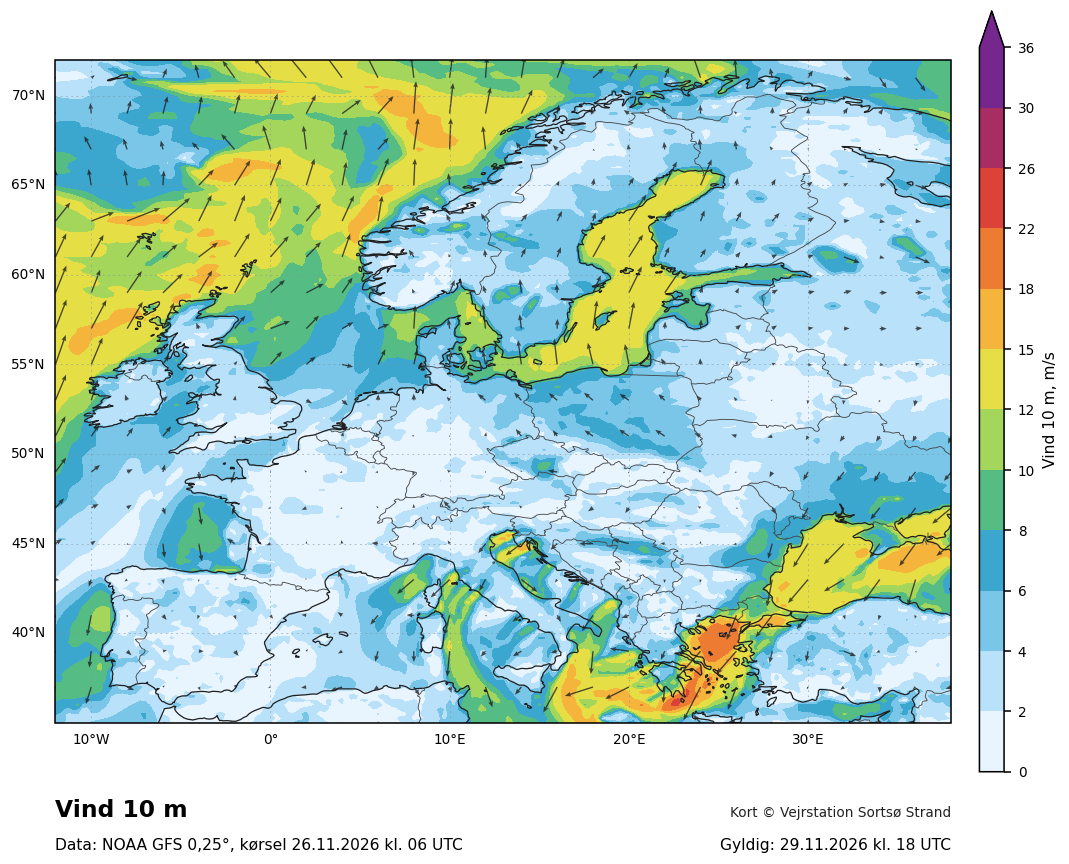 70°N
65°N
60°N
55°N
50°N
45°N
40°N
10°W
0°
10°E
20°E
30°E
36
30
26
22
18
15
12
10
8
6
4
2
0
Vind 10 m, m/s
Vind 10 m
Kort © Vejrstation Sortsø Strand
Data: NOAA GFS 0,25°, kørsel 26.11.2026 kl. 06 UTC
Gyldig: 29.11.2026 kl. 18 UTC